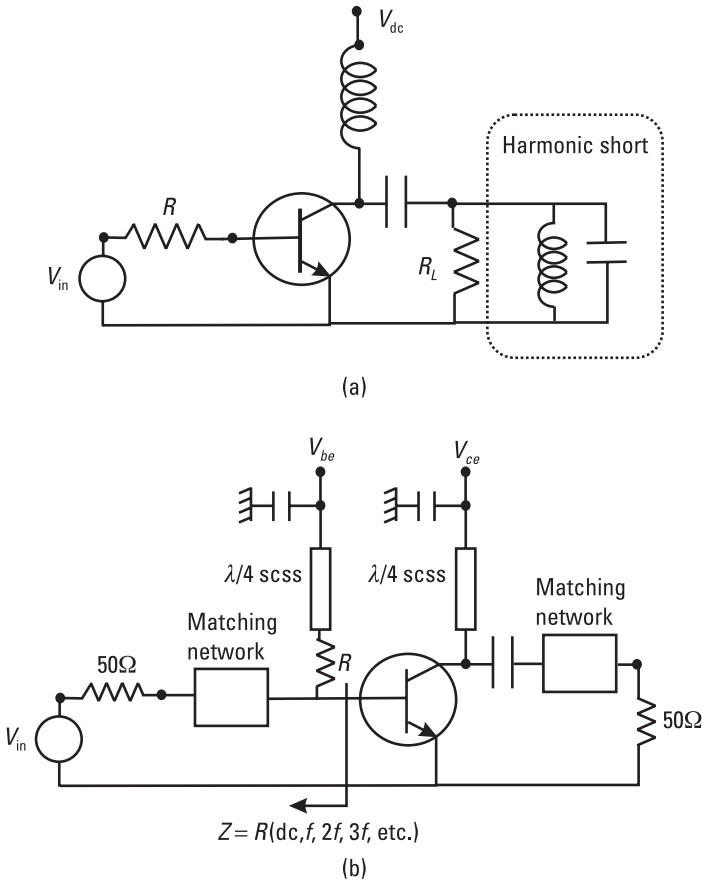 V_dc
Harmonic short
R
V_in
R_L
(a)
V_be
V_ce
λ/4 scss
λ/4 scss
Matching
network
Matching
network
50Ω
R
50Ω
V_in
Z = R(dc,f, 2f, 3f, etc.)
(b)